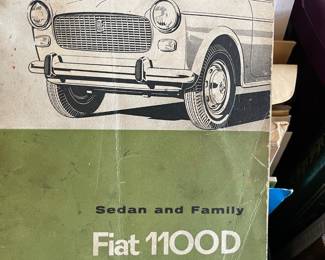 Sedan and Family
Fiat 1100D